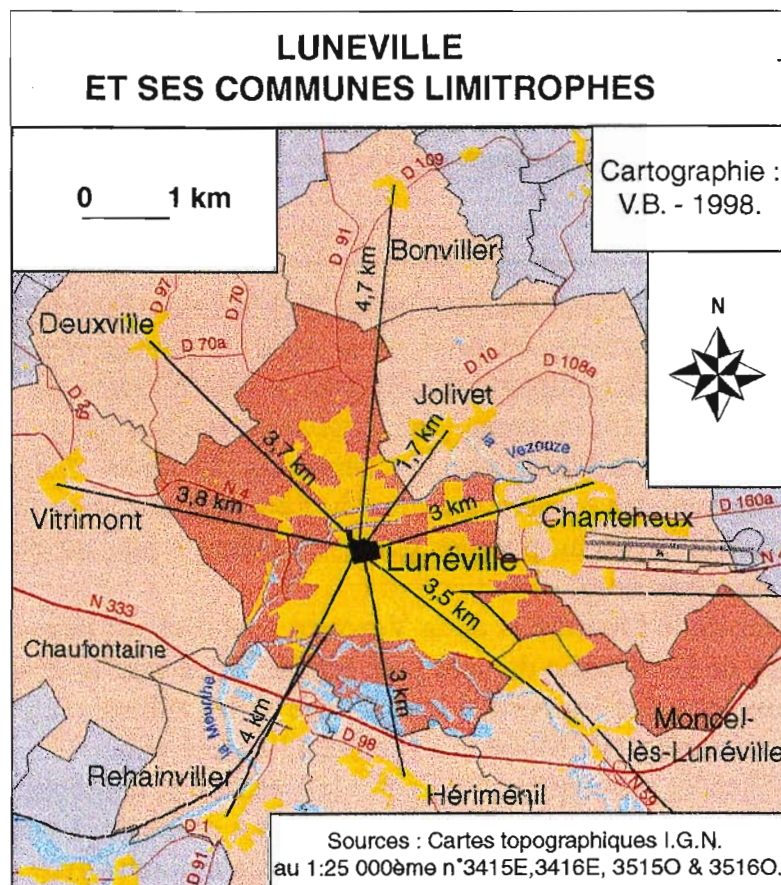 LUNEVILLE
ET SES COMMUNES LIMITROPHES
0 1 km
Cartographie :
V.B. - 1998.
D 109
D 91
Bonviller
4,7 km
N
D 97
D 70
Deuxville
D 70a
D 10
D 108a
Jolivet
la Vezouze
1,7 km
3,7 km
3,8 km
N 4
Vitrimont
3 km
Chanteheux
D 160a
Lunéville
3,5 km
N 333
Chaufontaine
la Meurthe
4 km
3 km
D 98
Moncel-
lès-Lunéville
Rehainviller
Hériménil
N 59
D 1
D 91
Sources : Cartes topographiques I.G.N.
au 1:25 000ème n°3415E,3416E, 3515O & 3516O.